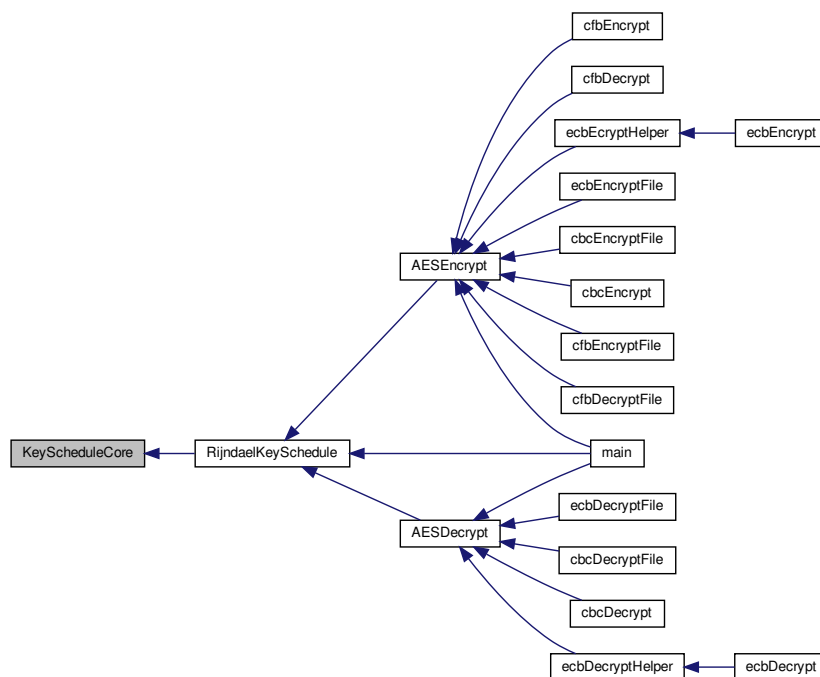 cfbEncrypt
cfbDecrypt
ecbEcryptHelper
ecbEncrypt
ecbEncryptFile
cbcEncryptFile
AESEncrypt
cbcEncrypt
cfbEncryptFile
cfbDecryptFile
KeyScheduleCore
RijndaelKeySchedule
main
ecbDecryptFile
AESDecrypt
cbcDecryptFile
cbcDecrypt
ecbDecryptHelper
ecbDecrypt